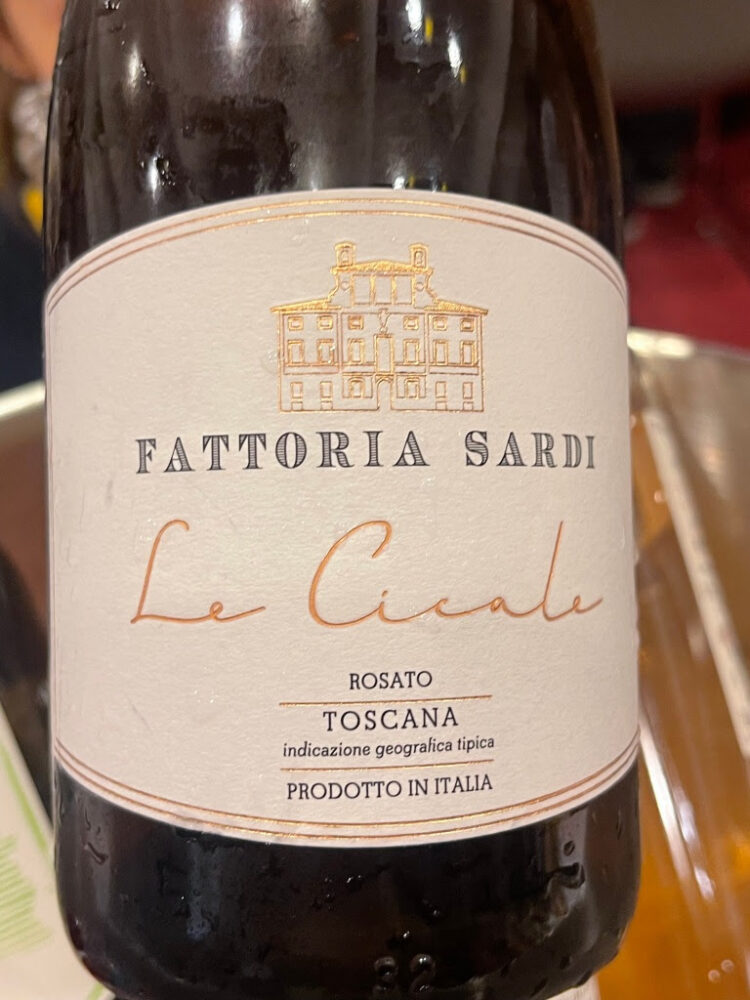 FATTORIA SARDI
Le Cicale
ROSATO
TOSCANA
indicazione geografica tipica
PRODOTTO IN ITALIA